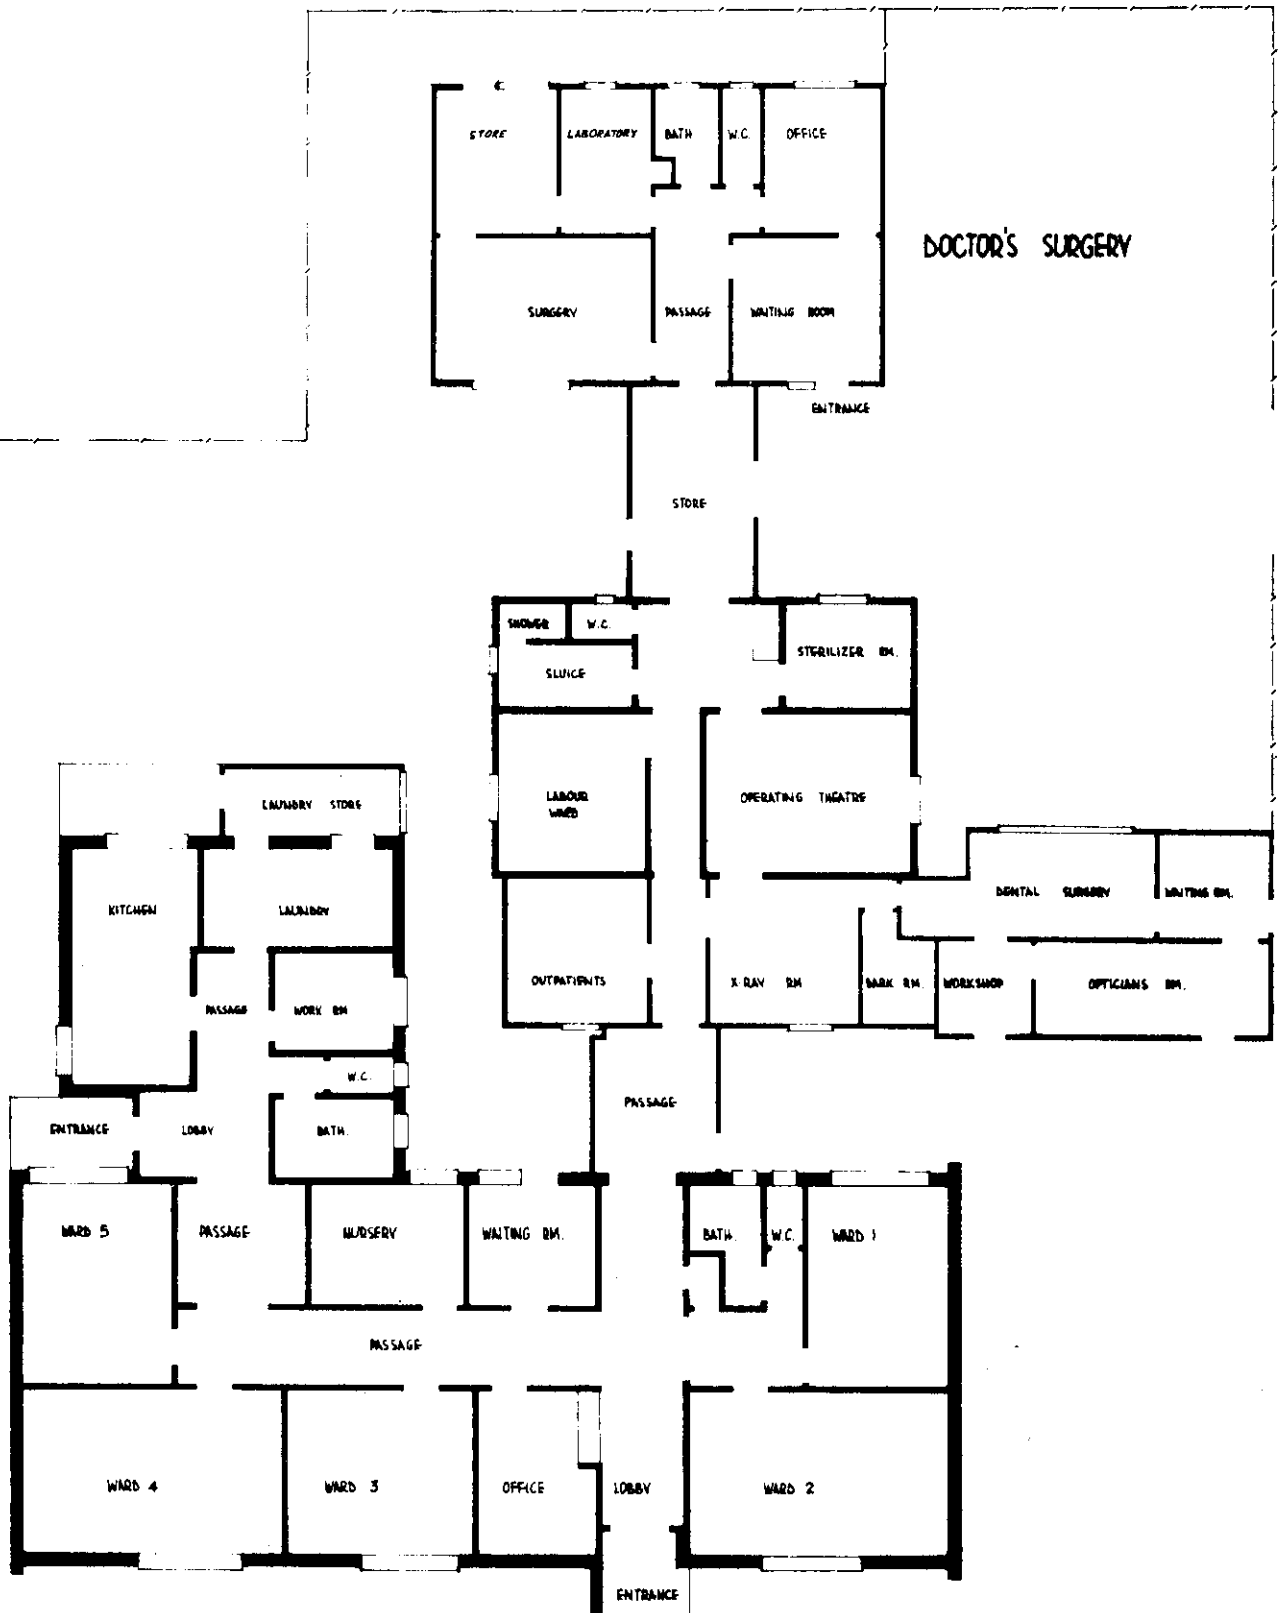 STORE
LABORATORY
BATH
W.C.
OFFICE
DOCTOR'S SURGERY
SURGERY
PASSAGE
WAITING ROOM
ENTRANCE
STORE
SHOWER
W.C.
STERILIZER RM.
SLUICE
LABOUR
WARD
OPERATING THEATRE
LAUNDRY STORE
KITCHEN
LAUNDRY
DENTAL SURGERY
WAITING RM.
OUTPATIENTS
X-RAY RM
DARK RM.
WORKSHOP
OPTICIANS RM.
PASSAGE
WORK RM
W.C.
PASSAGE
ENTRANCE
LOBBY
BATH.
WARD 5
PASSAGE
NURSERY
WAITING RM.
BATH.
W.C.
WARD 1
PASSAGE
WARD 4
WARD 3
OFFICE
LOBBY
WARD 2
ENTRANCE